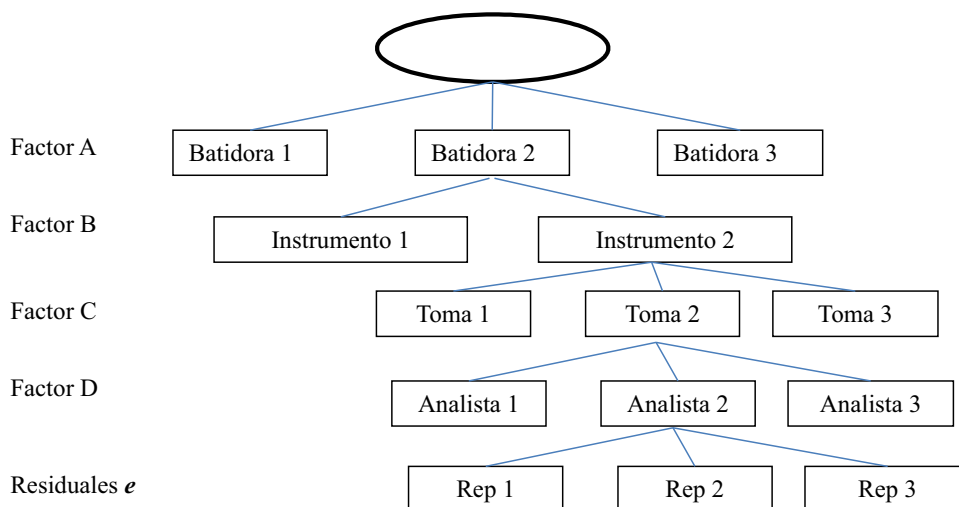 Factor A
Batidora 1
Batidora 2
Batidora 3
Factor B
Instrumento 1
Instrumento 2
Factor C
Toma 1
Toma 2
Toma 3
Factor D
Analista 1
Analista 2
Analista 3
Residuales e
Rep 1
Rep 2
Rep 3